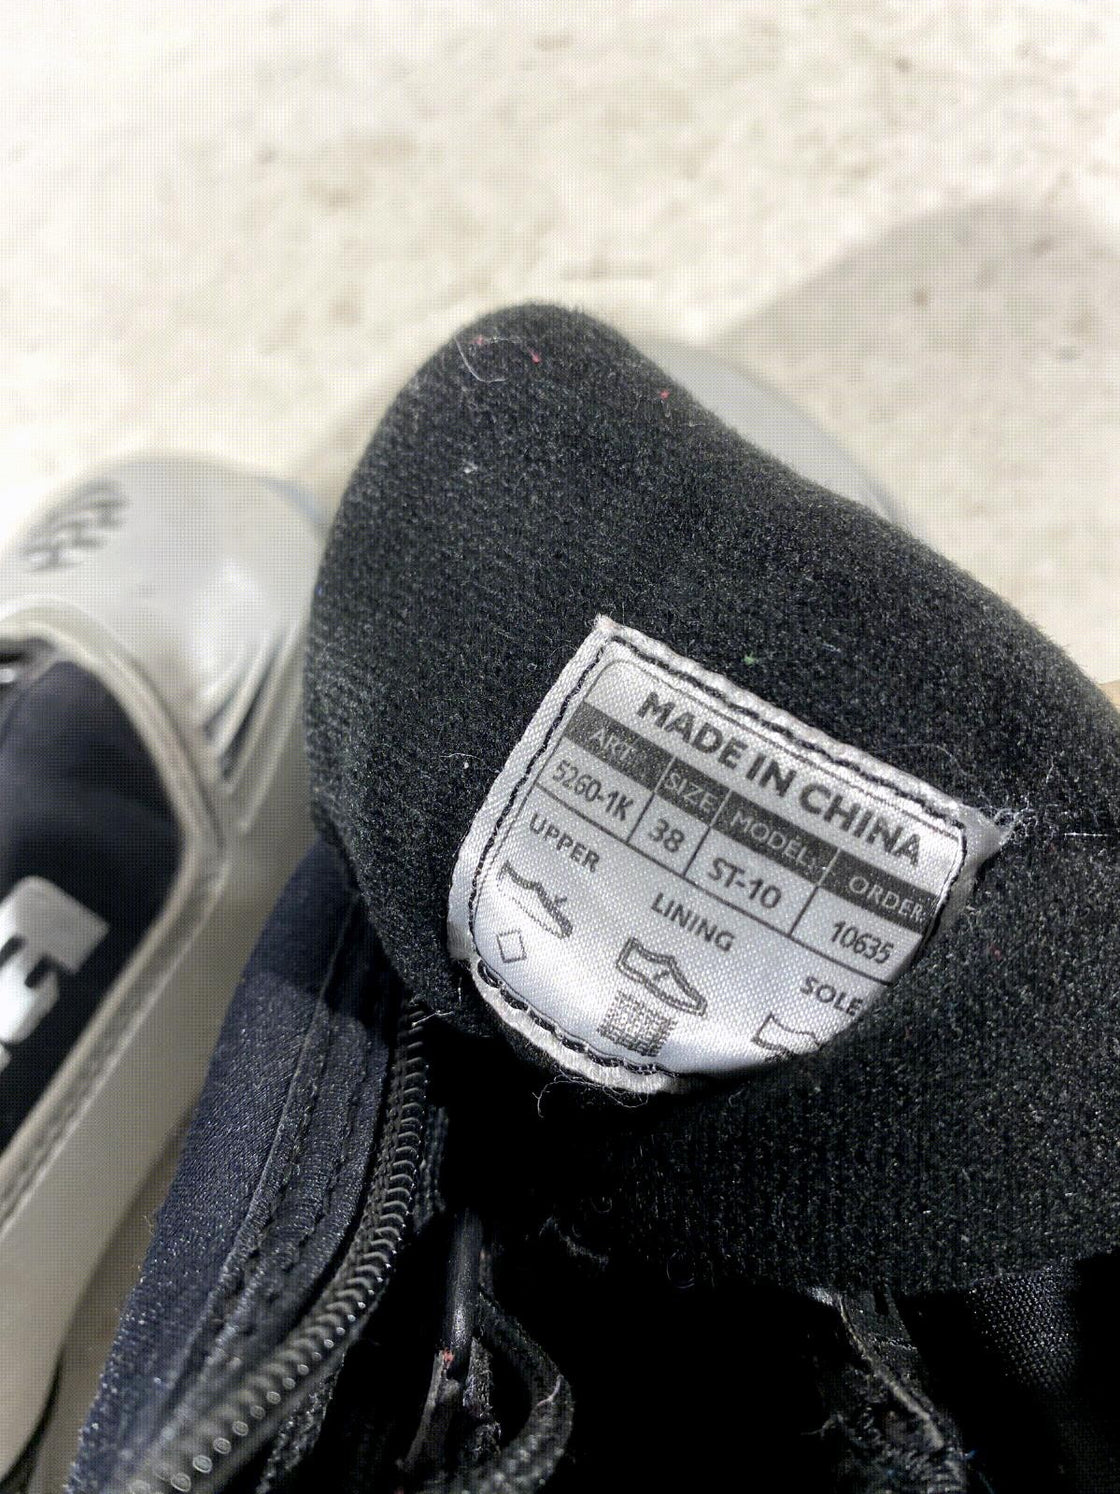 MADE IN CHINA
ART. SIZE MODEL. ORDER.
5260-1K 38 ST-10 10635
UPPER LINING SOLE